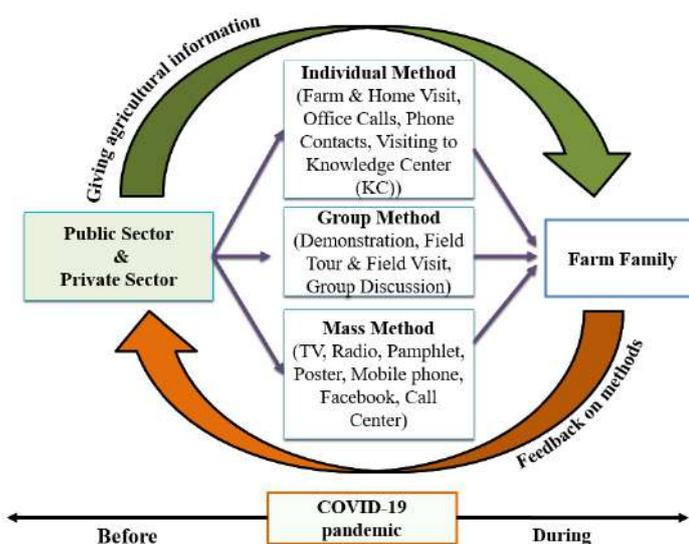 Giving agricultural information
Individual Method
(Farm & Home Visit,
Office Calls, Phone
Contacts, Visiting to
Knowledge Center
(KC))
Public Sector
&
Private Sector
Group Method
(Demonstration, Field
Tour & Field Visit,
Group Discussion)
Farm Family
Mass Method
(TV, Radio, Pamphlet,
Poster, Mobile phone,
Facebook, Call
Center)
Feedback on methods
COVID-19
pandemic
Before
During